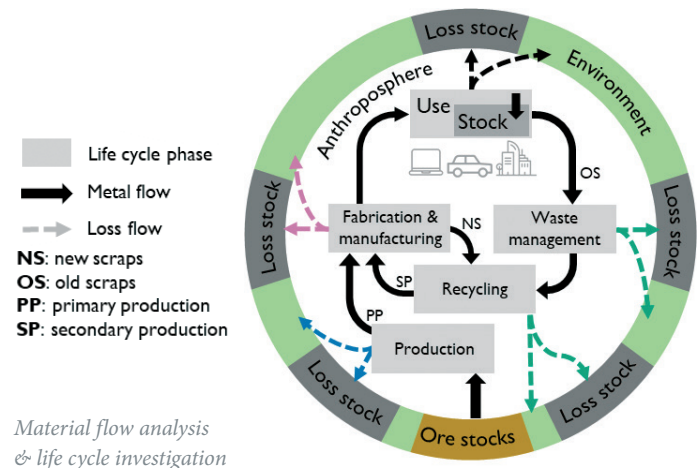 Loss stock
Environment
Anthroposphere
Use
Stock
Life cycle phase
Metal flow
Loss flow
NS: new scraps
OS: old scraps
PP: primary production
SP: secondary production
OS
Loss stock
Fabrication &
manufacturing
NS
Waste
management
Loss stock
SP
Recycling
PP
Production
Loss stock
Loss stock
Ore stocks
Material flow analysis
& life cycle investigation